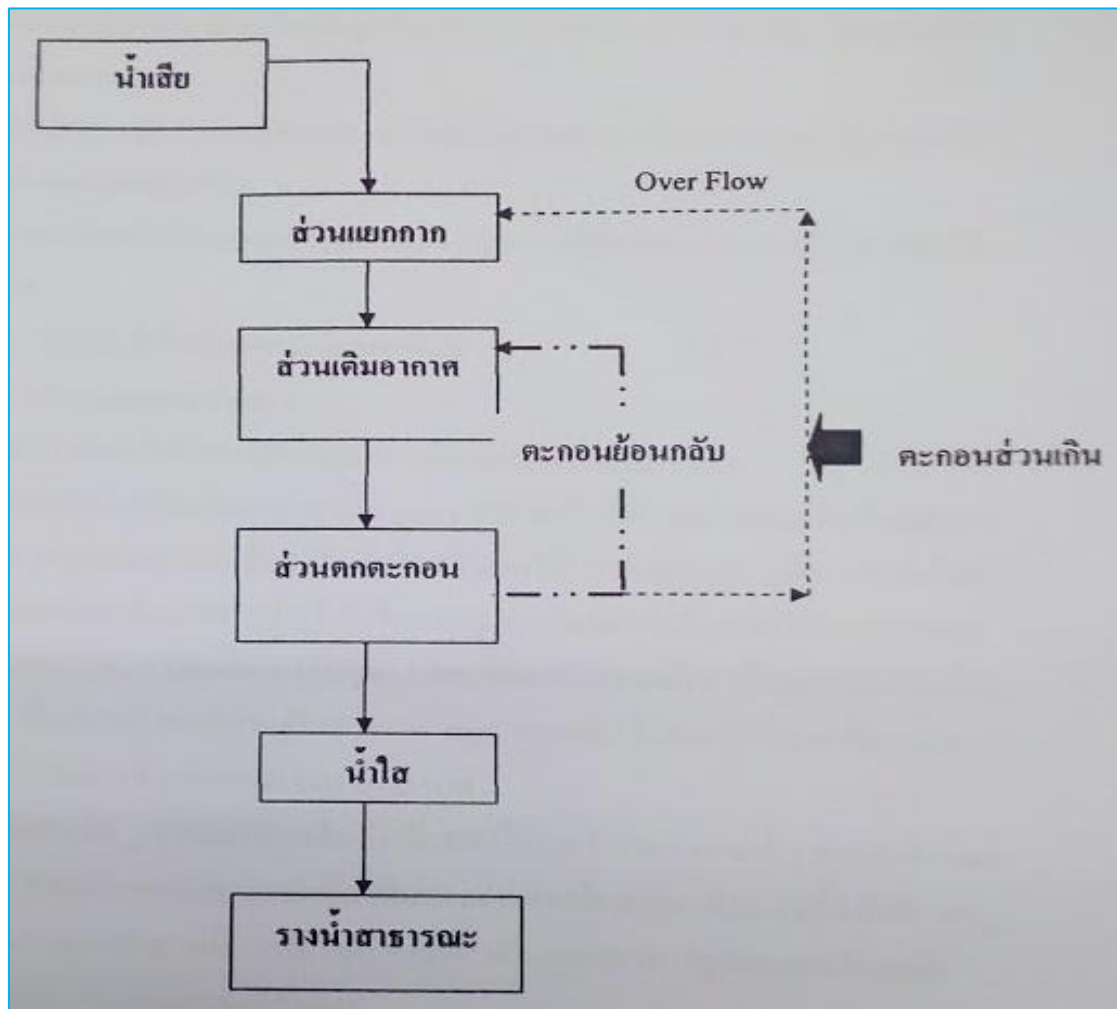 น้ำเสีย
Over Flow
ส่วนแยกกาก
ส่วนเติมอากาศ
ตะกอนย้อนกลับ
ตะกอนส่วนเกิน
ส่วนตกตะกอน
น้ำใส
รางน้ำสาธารณะ